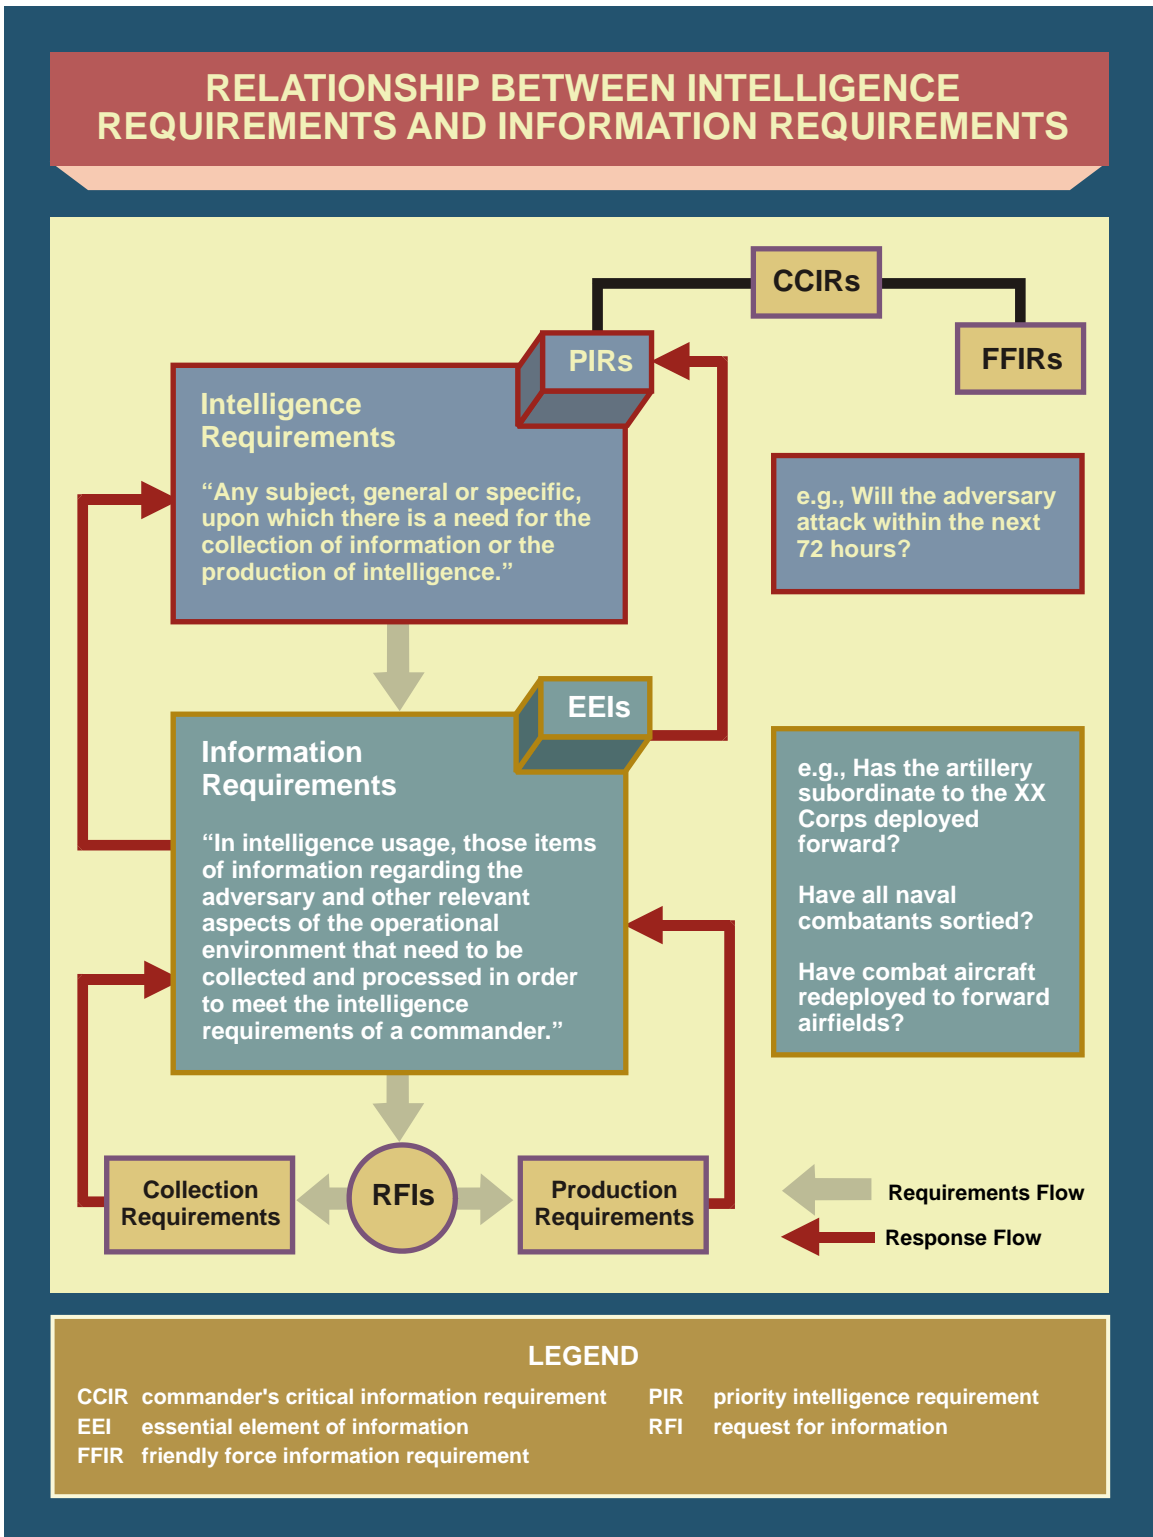 RELATIONSHIP BETWEEN INTELLIGENCE
REQUIREMENTS AND INFORMATION REQUIREMENTS
CCIRs
PIRs
FFIRs
Intelligence
Requirements
“Any subject, general or specific,
upon which there is a need for the
collection of information or the
production of intelligence.”
e.g., Will the adversary
attack within the next
72 hours?
EEIs
Information
Requirements
“In intelligence usage, those items
of information regarding the
adversary and other relevant
aspects of the operational
environment that need to be
collected and processed in order
to meet the intelligence
requirements of a commander.”
e.g., Has the artillery
subordinate to the XX
Corps deployed
forward?
Have all naval
combatants sortied?
Have combat aircraft
redeployed to forward
airfields?
Collection
Requirements
RFIs
Production
Requirements
Requirements Flow
Response Flow
LEGEND
CCIR commander's critical information requirement
EEI essential element of information
FFIR friendly force information requirement
PIR priority intelligence requirement
RFI request for information